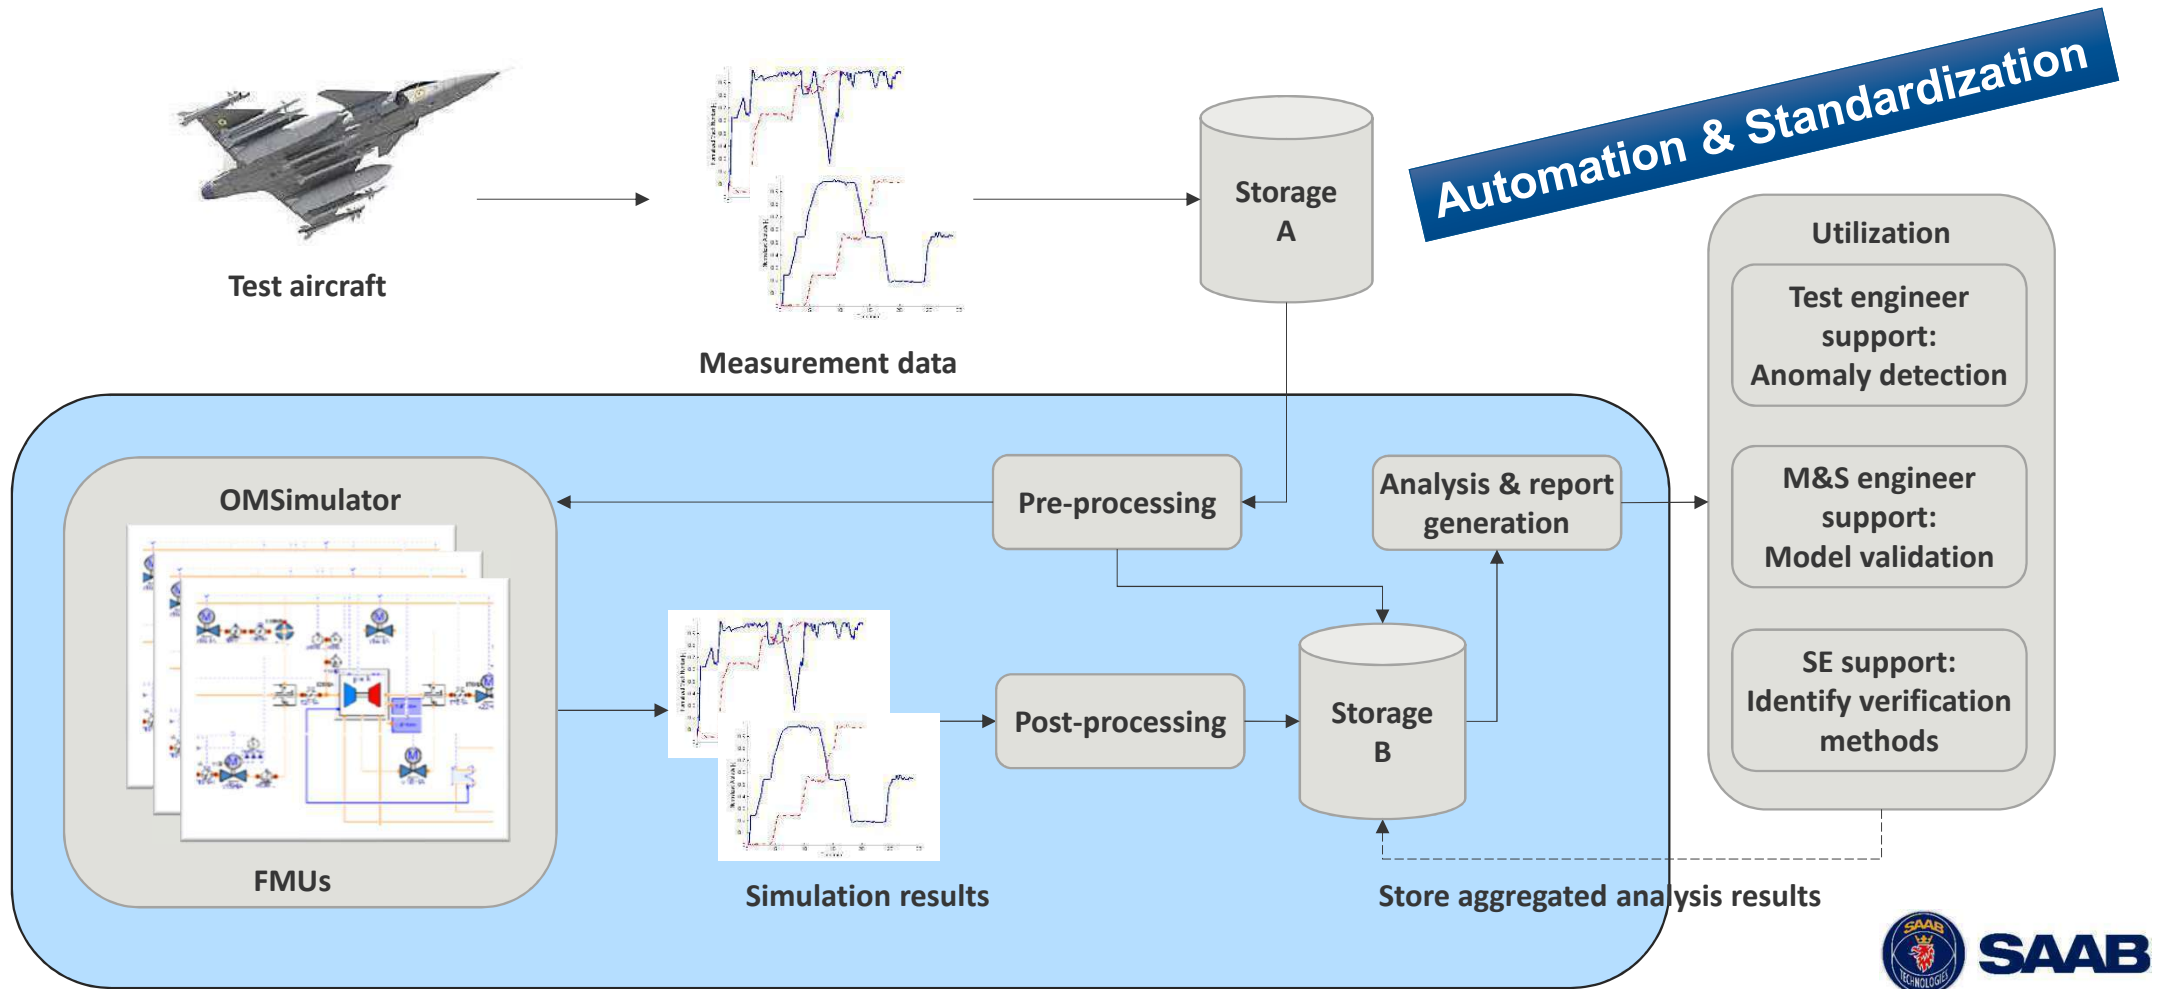 Automation & Standardization
Test aircraft
Measurement data
Storage
A
Utilization
Test engineer
support:
Anomaly detection
M&S engineer
support:
Model validation
SE support:
Identify verification
methods
OMSimulator
FMUs
Pre-processing
Analysis & report
generation
Simulation results
Post-processing
Storage
B
Store aggregated analysis results
SAAB
TECHNOLOGIES
SAAB